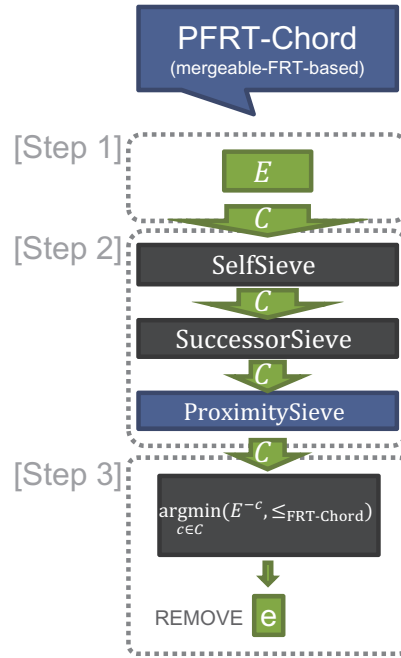 PFRT-Chord
(mergeable-FRT-based)
[Step 1]
E
C
[Step 2]
SelfSieve
C
SuccessorSieve
C
ProximitySieve
C
[Step 3]
argmin(E⁻ᶜ, ≤FRT-Chord)
c∈C
REMOVE e